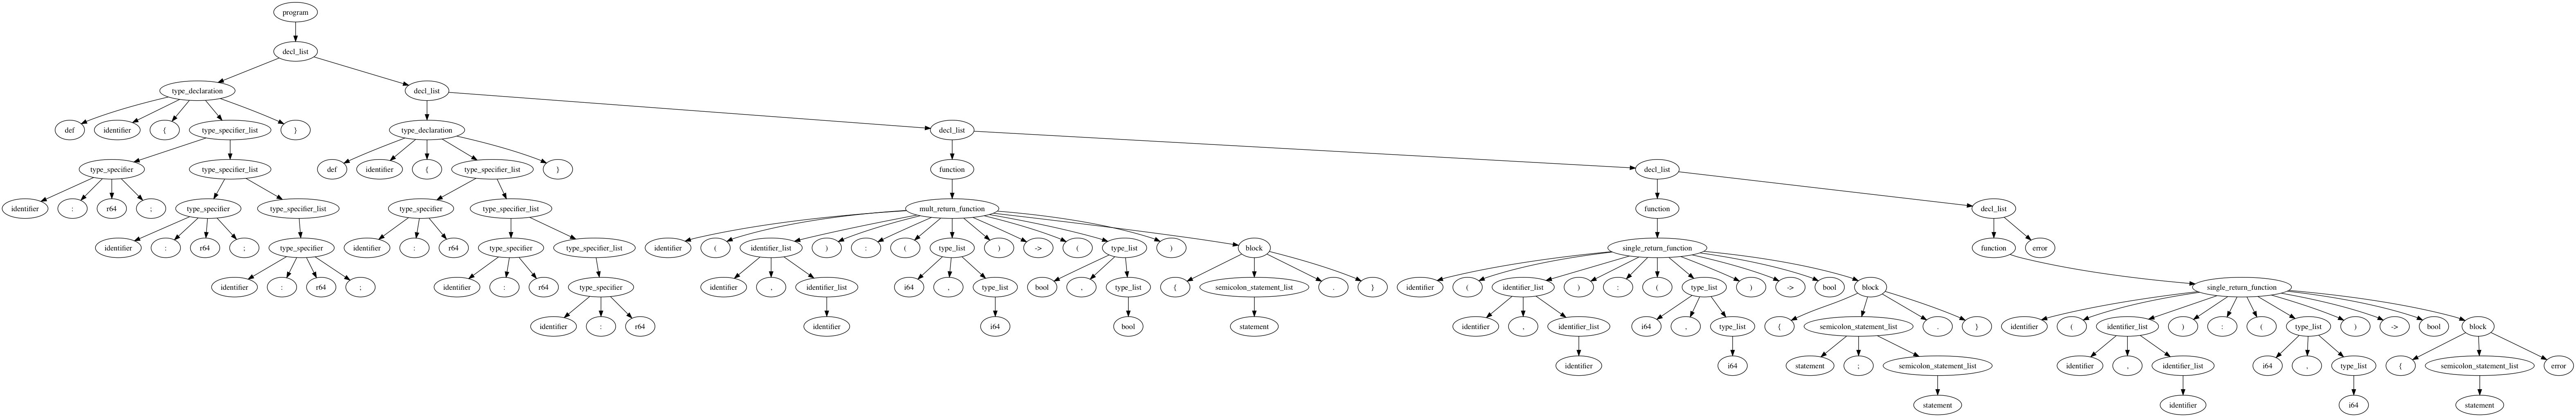 program
decl_list
type_declaration decl_list
def identifier { type_specifier_list } type_declaration decl_list
type_specifier type_specifier_list def identifier { type_specifier_list } function decl_list
identifier : r64 ; type_specifier type_specifier_list type_specifier type_specifier_list mult_return_function function decl_list
identifier : r64 ; type_specifier identifier : r64 type_specifier type_specifier_list identifier ( identifier_list ) : ( type_list ) -> ( type_list ) block single_return_function function error
identifier : r64 ; identifier : r64 type_specifier identifier , identifier_list i64 , type_list bool , type_list { semicolon_statement_list . } identifier ( identifier_list ) : ( type_list ) -> bool block single_return_function
identifier : r64 identifier i64 bool statement identifier , identifier_list i64 , type_list { semicolon_statement_list . } identifier ( identifier_list ) : ( type_list ) -> bool block
identifier i64 statement ; semicolon_statement_list identifier , identifier_list i64 , type_list { semicolon_statement_list error
statement identifier i64 statement